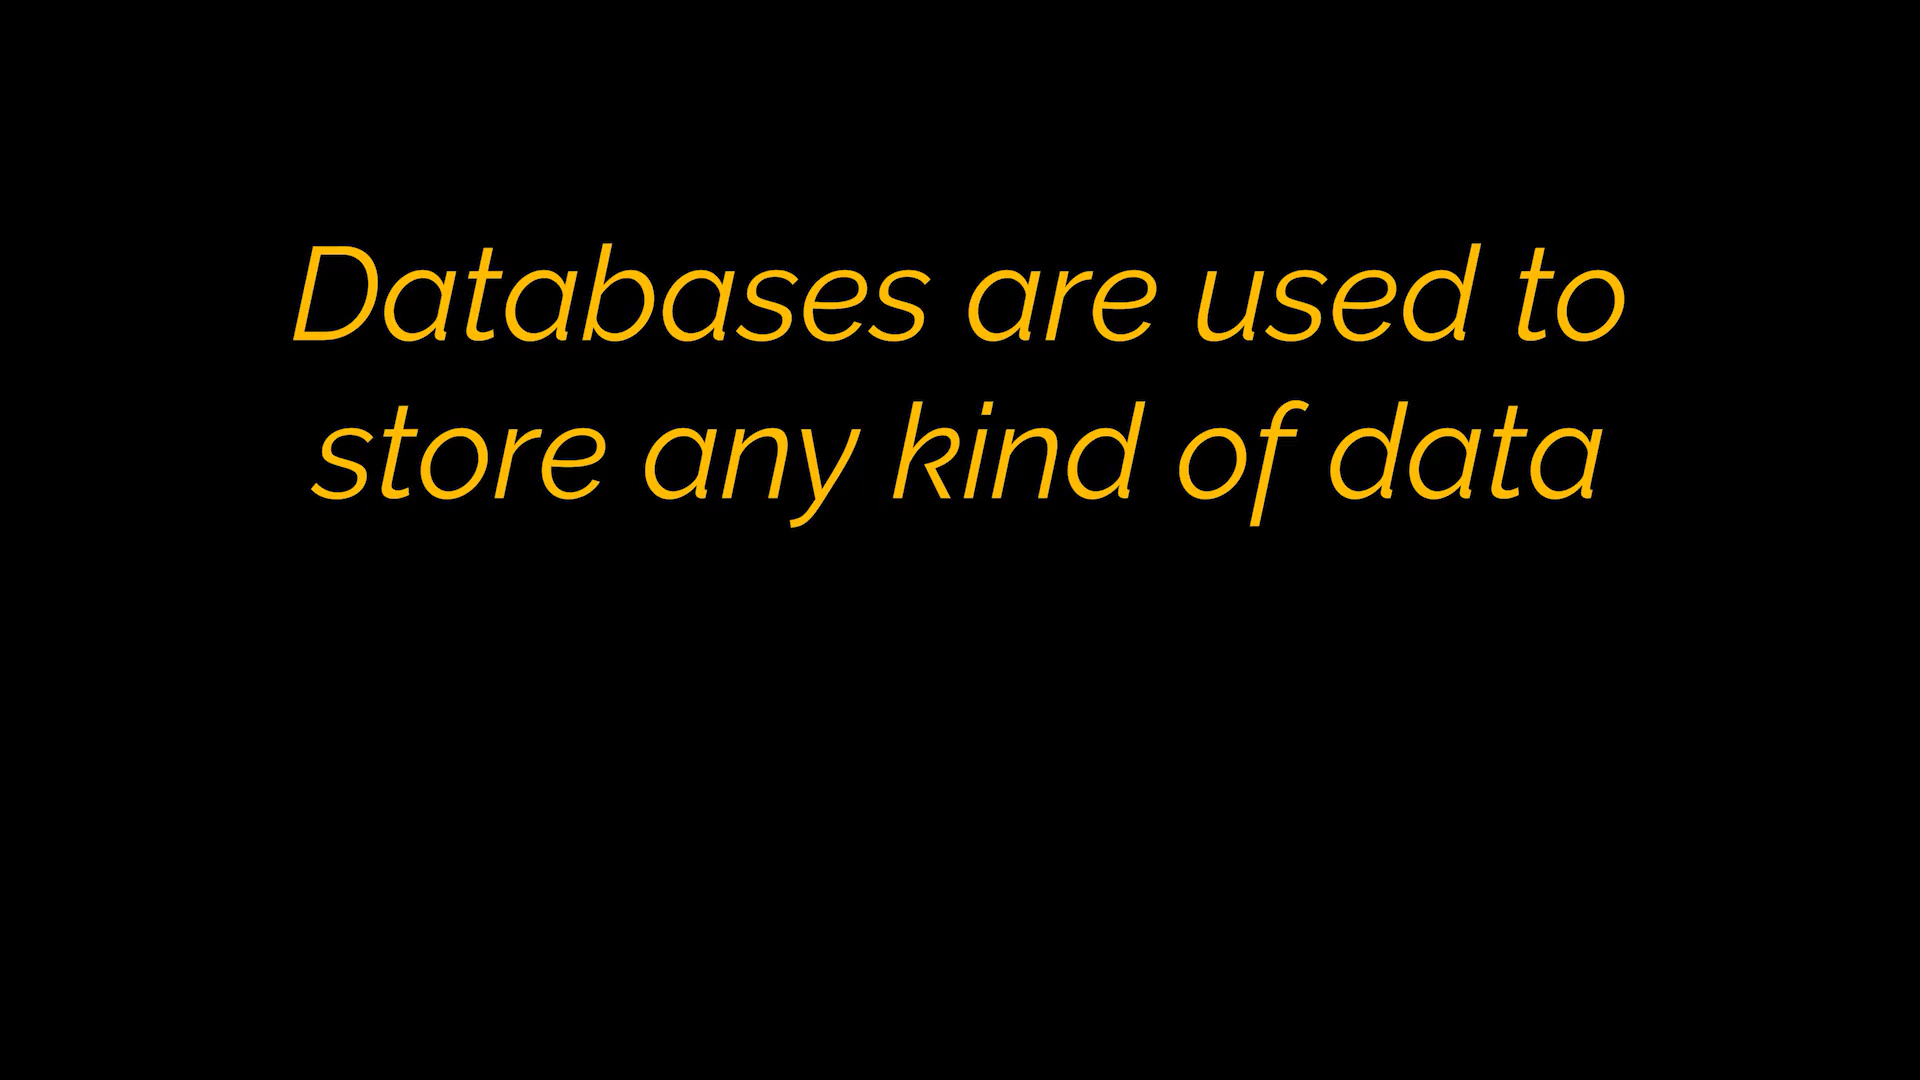 Databases are used to
store any kind of data